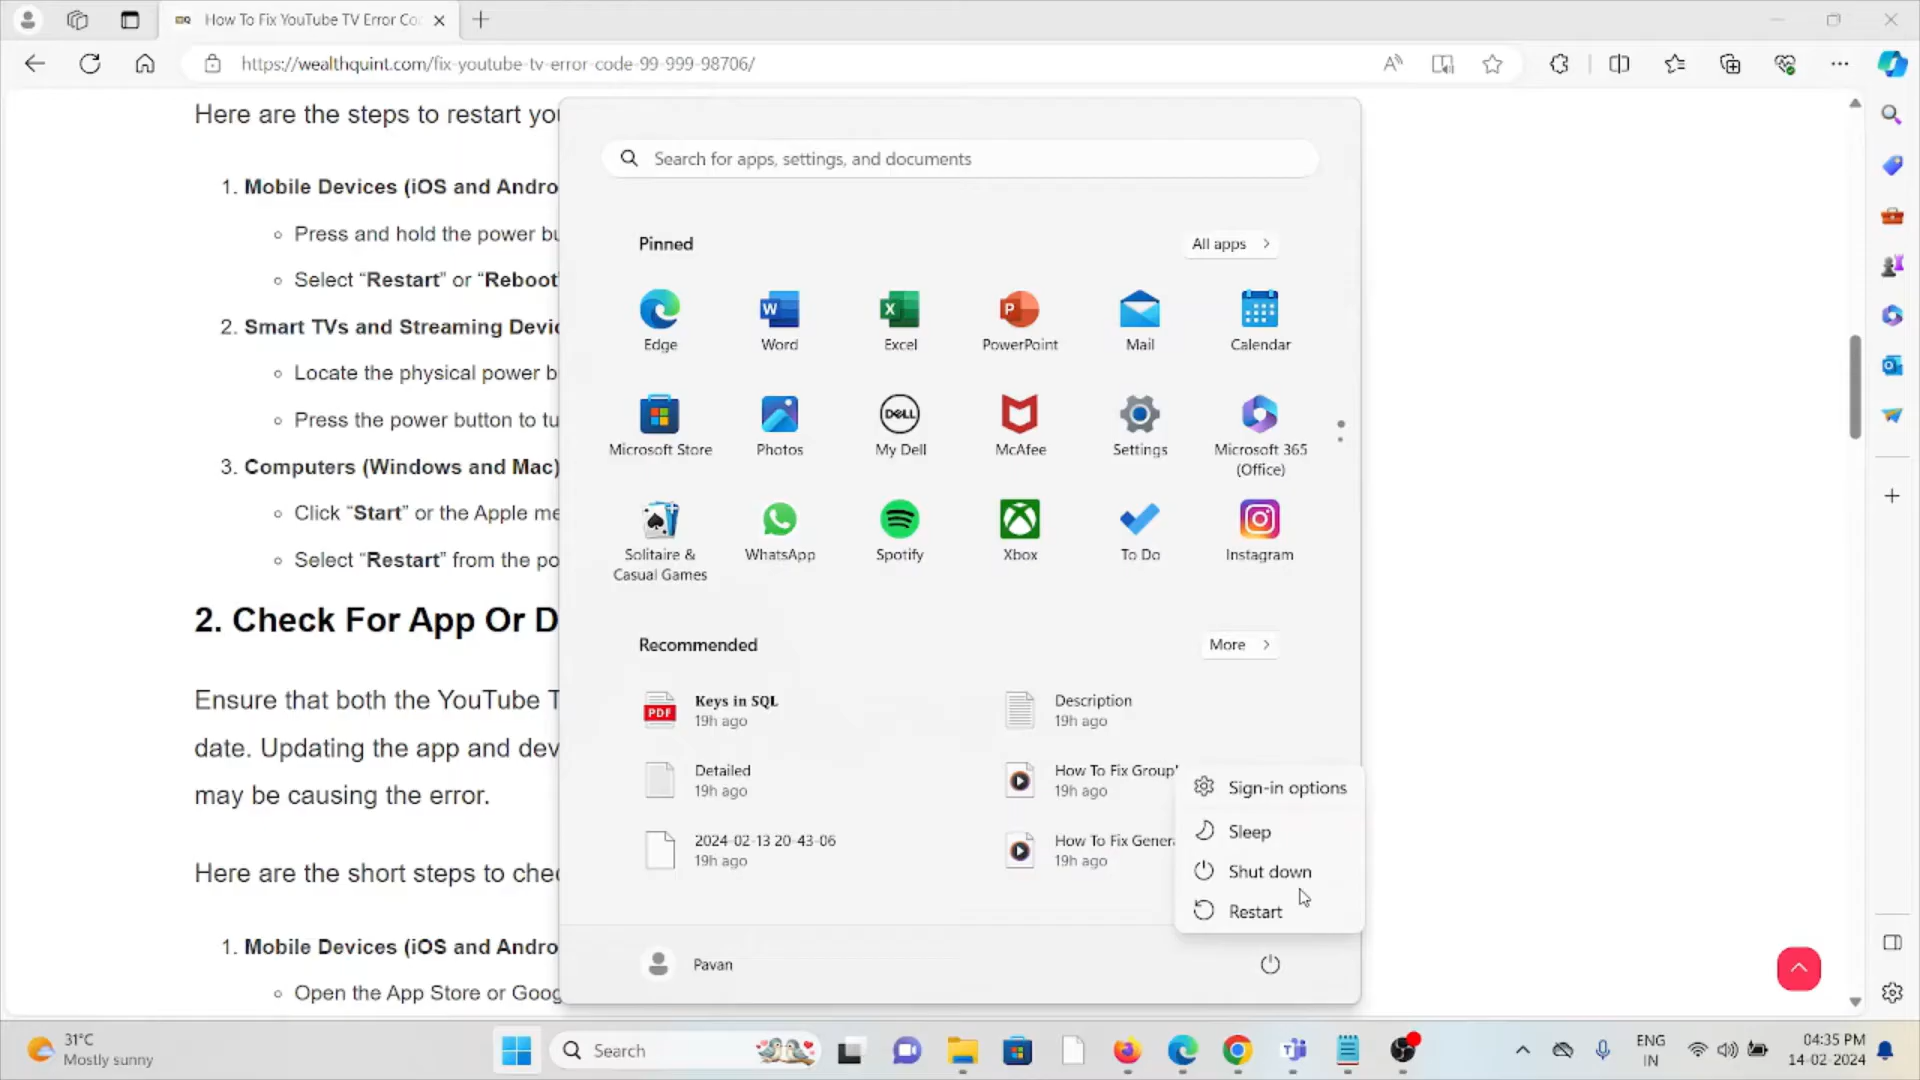 How To Fix YouTube TV Error Co
https://wealthquint.com/fix-youtube-tv-error-code-99-999-98706/
Here are the steps to restart you
1. Mobile Devices (iOS and Andro
Press and hold the power bu
Select “Restart” or “Reboot”
2. Smart TVs and Streaming Devic
Locate the physical power b
Press the power button to tu
3. Computers (Windows and Mac)
Click “Start” or the Apple me
Select “Restart” from the po
2. Check For App Or D
Ensure that both the YouTube T
date. Updating the app and dev
may be causing the error.
Here are the short steps to chec
1. Mobile Devices (iOS and Andro
Open the App Store or Goog
Search for apps, settings, and documents
Pinned
All apps
Edge
Word
Excel
PowerPoint
Mail
Calendar
Microsoft Store
Photos
DELL
My Dell
McAfee
Settings
Microsoft 365
(Office)
Solitaire &
Casual Games
WhatsApp
Spotify
Xbox
To Do
Instagram
Recommended
More
PDF
Keys in SQL
19h ago
Description
19h ago
Detailed
19h ago
How To Fix Group'
19h ago
2024-02-13 20-43-06
19h ago
How To Fix Genera
19h ago
Sign-in options
Sleep
Shut down
Restart
Pavan
31°C
Mostly sunny
Search
ENG
IN
04:35 PM
14-02-2024